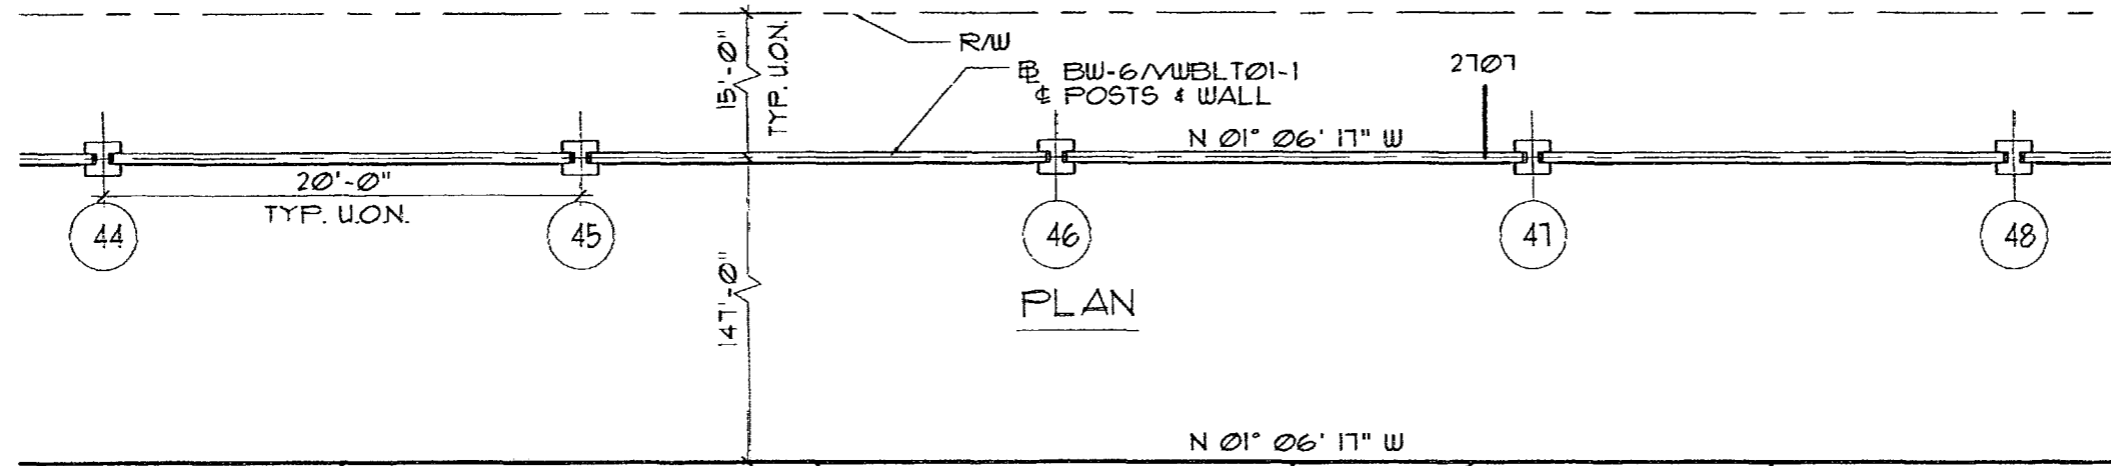 R/W
15'-0"
TYP. U.O.N.
BL BW-6/VWBLT01-1
℄ POSTS & WALL
2707
N 01° 06' 17" W
20'-0"
TYP. U.O.N.
44
45
46
47
48
147'-0"
PLAN
N 01° 06' 17" W